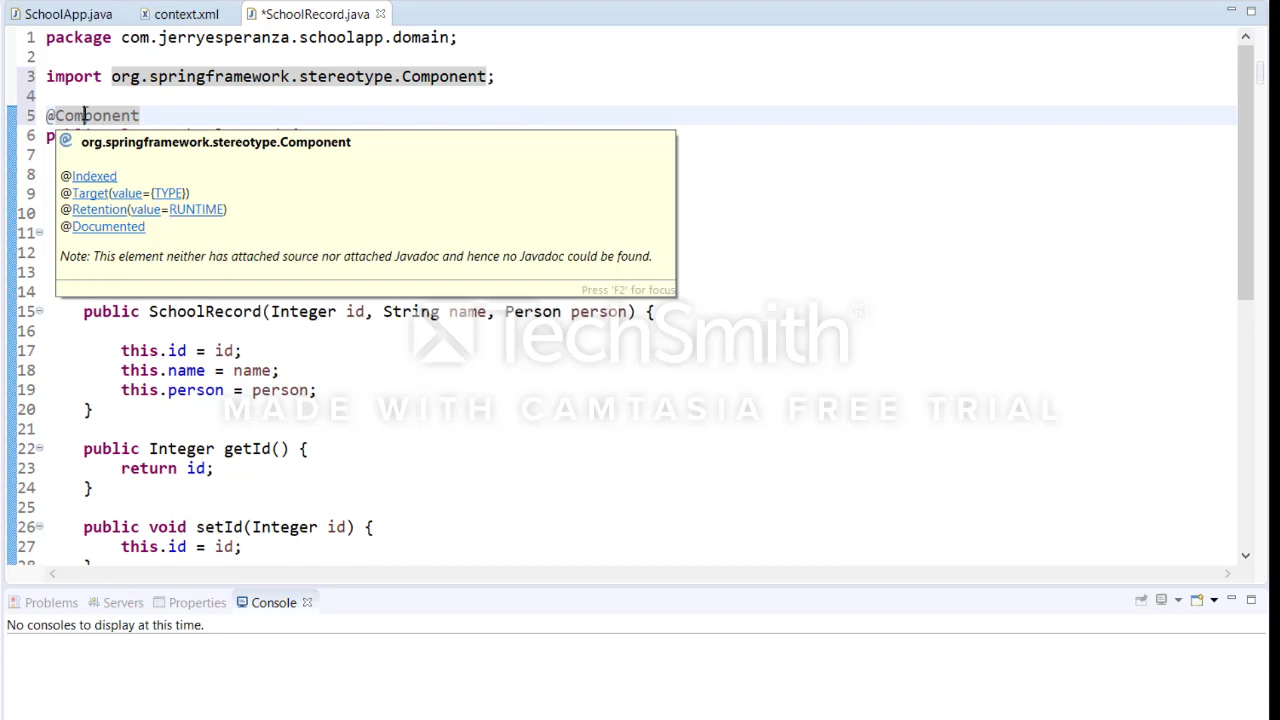 SchoolApp.java context.xml *SchoolRecord.java
1 package com.jerryesperanza.schoolapp.domain;
2
3 import org.springframework.stereotype.Component;
4
5 @Component
6 p
7 org.springframework.stereotype.Component
8 @Indexed
9 @Target(value={TYPE})
10 @Retention(value=RUNTIME)
11 @Documented
12 Note: This element neither has attached source nor attached Javadoc and hence no Javadoc could be found.
13
14 Press 'F2' for focus
15 public SchoolRecord(Integer id, String name, Person person) {
16
17 this.id = id;
18 this.name = name;
19 this.person = person;
20 }
21
22 public Integer getId() {
23 return id;
24 }
25
26 public void setId(Integer id) {
27 this.id = id;
28 }
TechSmith®
MADE WITH CAMTASIA FREE TRIAL
Problems Servers Properties Console
No consoles to display at this time.